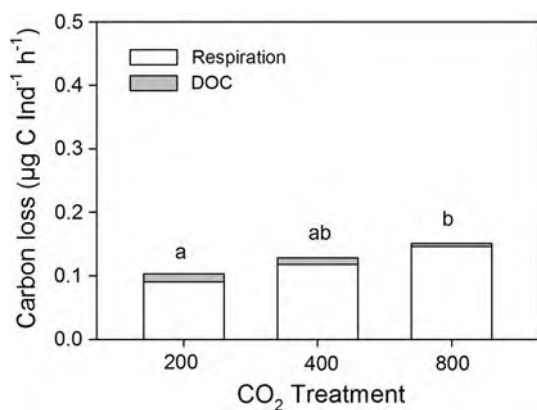 Respiration
DOC
Carbon loss (µg C Ind⁻¹ h⁻¹)
0.5
0.4
0.3
0.2
0.1
0.0
a
ab
b
200 400 800
CO₂ Treatment